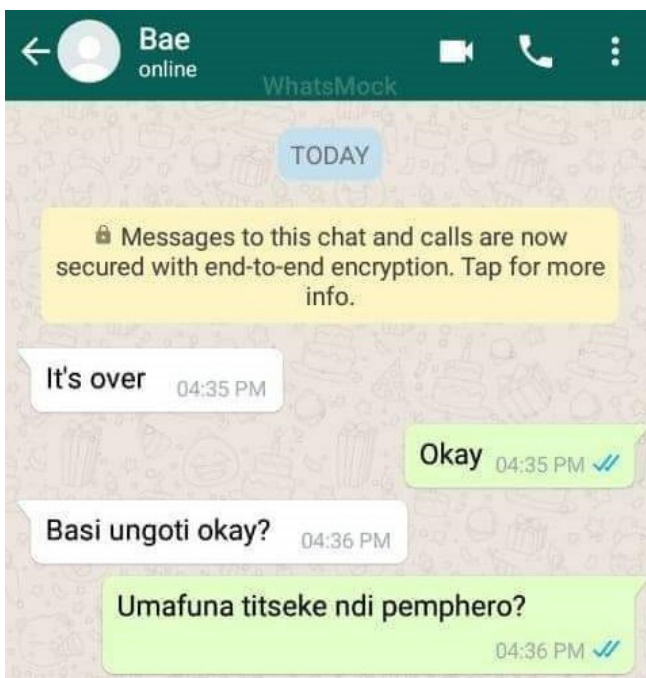 Bae
online
WhatsMock
TODAY
Messages to this chat and calls are now
secured with end-to-end encryption. Tap for more
info.
It's over 04:35 PM
Okay 04:35 PM
Basi ungoti okay? 04:36 PM
Umafuna titseke ndi pemphero?
04:36 PM